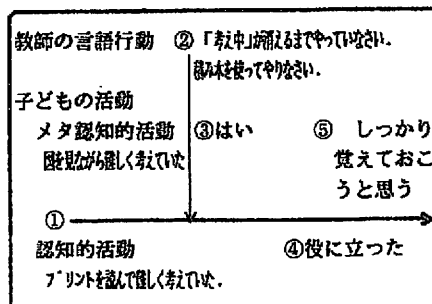 教師の言語行動 ②「考え中」が消えるまでやっていなさい.
積み木を使ってやりなさい.
子どもの活動
メタ認知的活動 ③はい ⑤ しっかり
図を見ながら難しく考えていた 覚えておこ
うと思う
①
認知的活動 ④役に立った
プリントを読んで難しく考えていた.